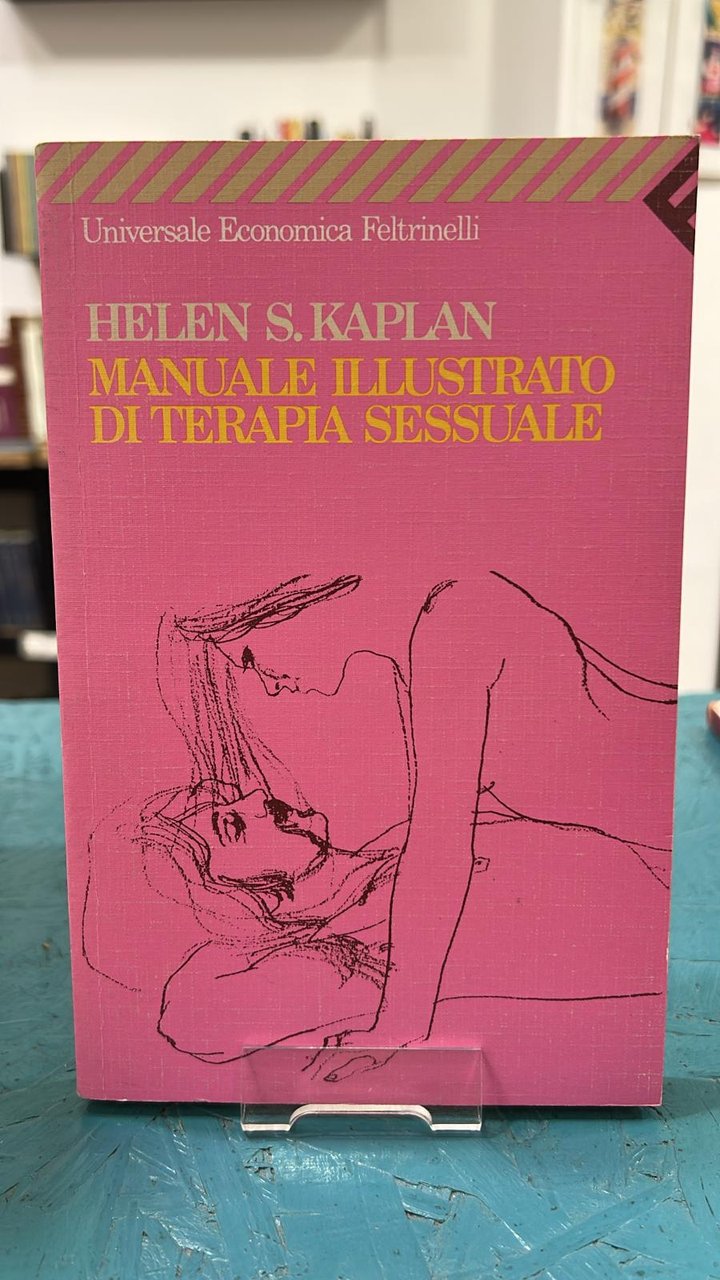 Universale Economica Feltrinelli
HELEN S. KAPLAN
MANUALE ILLUSTRATO
DI TERAPIA SESSUALE